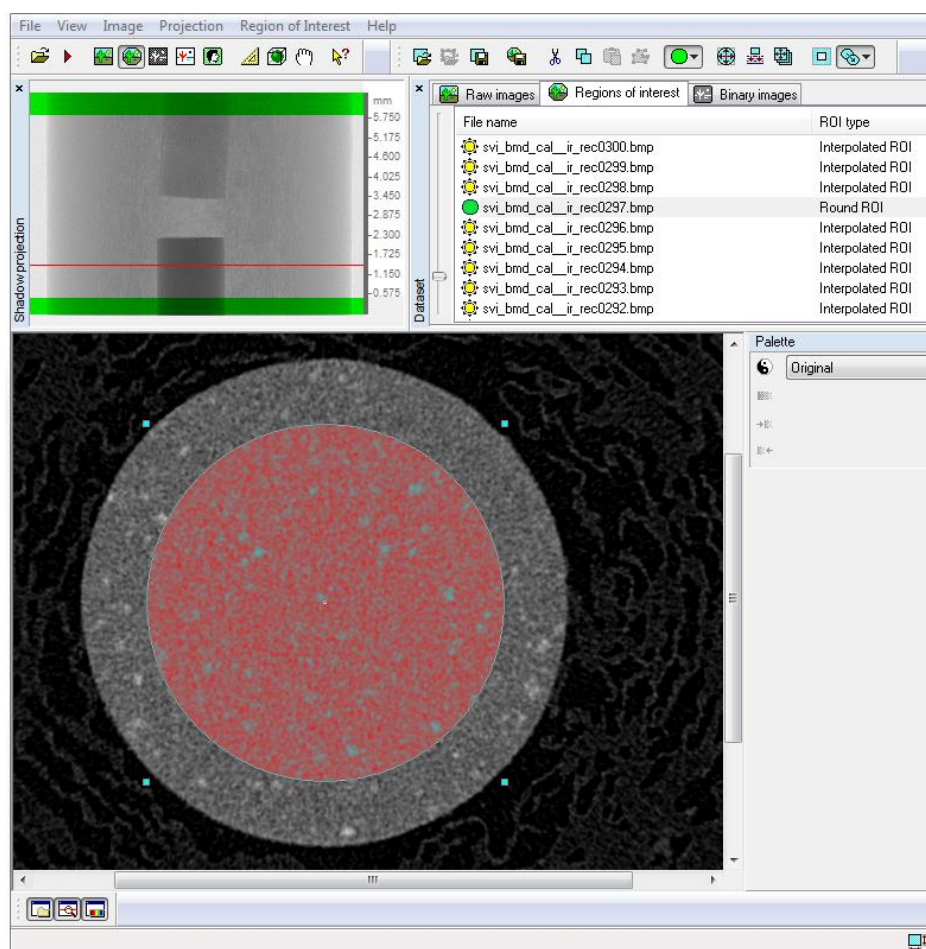 File View Image Projection Region of Interest Help
mm
5.750
5.175
4.600
4.025
3.450
2.875
2.300
1.725
1.150
0.575
Shadow projection
Dataset
Raw images Regions of interest Binary images
File name ROI type
svi_bmd_cal__ir_rec0300.bmp Interpolated ROI
svi_bmd_cal__ir_rec0299.bmp Interpolated ROI
svi_bmd_cal__ir_rec0298.bmp Interpolated ROI
svi_bmd_cal__ir_rec0297.bmp Round ROI
svi_bmd_cal__ir_rec0296.bmp Interpolated ROI
svi_bmd_cal__ir_rec0295.bmp Interpolated ROI
svi_bmd_cal__ir_rec0294.bmp Interpolated ROI
svi_bmd_cal__ir_rec0293.bmp Interpolated ROI
svi_bmd_cal__ir_rec0292.bmp Interpolated ROI
Palette
Original